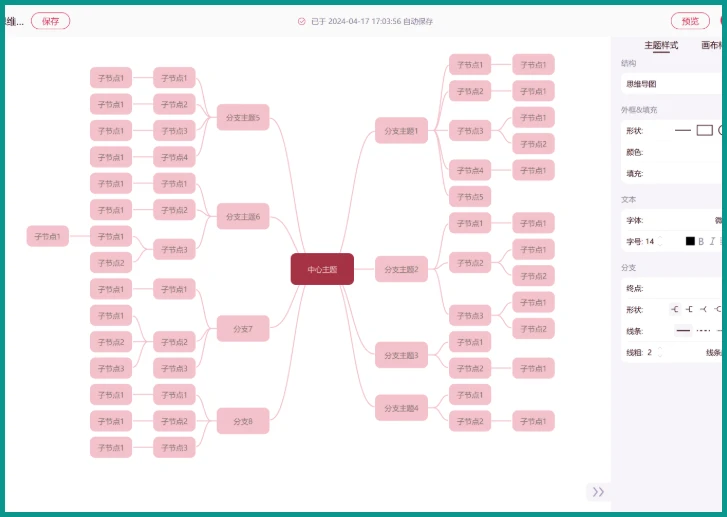 维...
保存
已于 2024-04-17 17:03:56 自动保存
预览
主题样式
画布样
结构
思维导图
外框&填充
形状:
颜色:
填充:
文本
字体:
微
字号: 14
B
I
分支
终点:
形状:
线条:
线粗: 2
线条
中心主题
分支主题5
子节点1
子节点1
子节点2
子节点1
子节点3
子节点1
子节点4
子节点1
分支主题6
子节点1
子节点1
子节点2
子节点1
子节点3
子节点1
子节点1
子节点2
分支7
子节点1
子节点1
子节点2
子节点1
子节点2
子节点3
子节点3
分支8
子节点1
子节点1
子节点2
子节点1
子节点3
子节点1
分支主题1
子节点1
子节点1
子节点2
子节点1
子节点3
子节点1
子节点2
子节点4
子节点1
子节点5
分支主题2
子节点1
子节点1
子节点2
子节点1
子节点2
子节点3
子节点1
子节点2
分支主题3
子节点1
子节点2
子节点1
分支主题4
子节点1
子节点2
子节点1